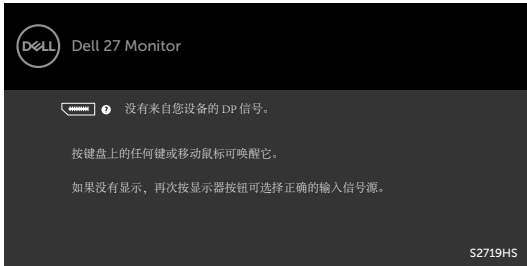 DELL
Dell 27 Monitor
? 没有来自您设备的 DP 信号。
按键盘上的任何键或移动鼠标可唤醒它。
如果没有显示，再次按显示器按钮可选择正确的输入信号源。
S2719HS